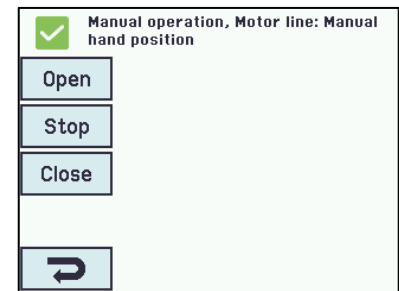 Manual operation, Motor line: Manual
hand position
Open
Stop
Close